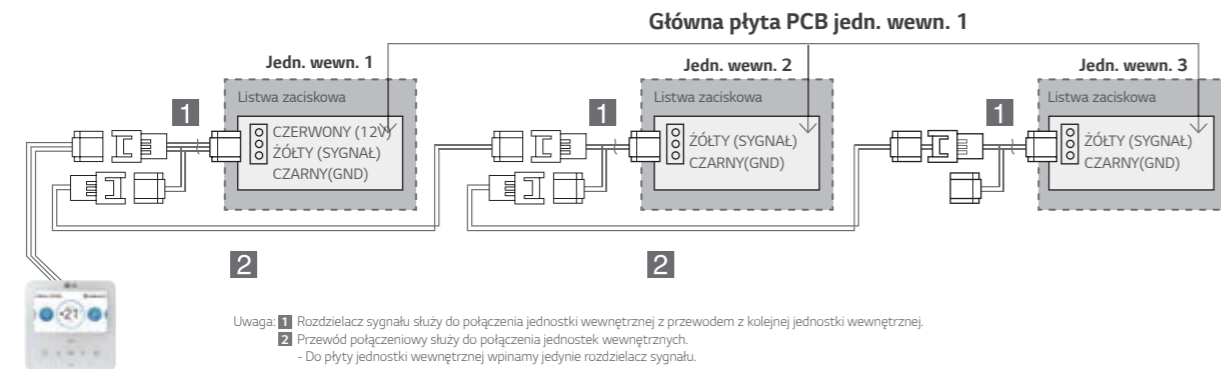 Główna płyta PCB jedn. wewn. 1
Jedn. wewn. 1
Jedn. wewn. 2
Jedn. wewn. 3
Listwa zaciskowa
Listwa zaciskowa
Listwa zaciskowa
1
1
1
CZERWONY (12V)
ŻÓŁTY (SYGNAŁ)
CZARNY(GND)
ŻÓŁTY (SYGNAŁ)
CZARNY(GND)
ŻÓŁTY (SYGNAŁ)
CZARNY(GND)
2
2
LG
21
Uwaga: 1 Rozdzielacz sygnału służy do połączenia jednostki wewnętrznej z przewodem z kolejnej jednostki wewnętrznej.
2 Przewód połączeniowy służy do połączenia jednostek wewnętrznych.
- Do płyty jednostki wewnętrznej wpinamy jedynie rozdzielacz sygnału.